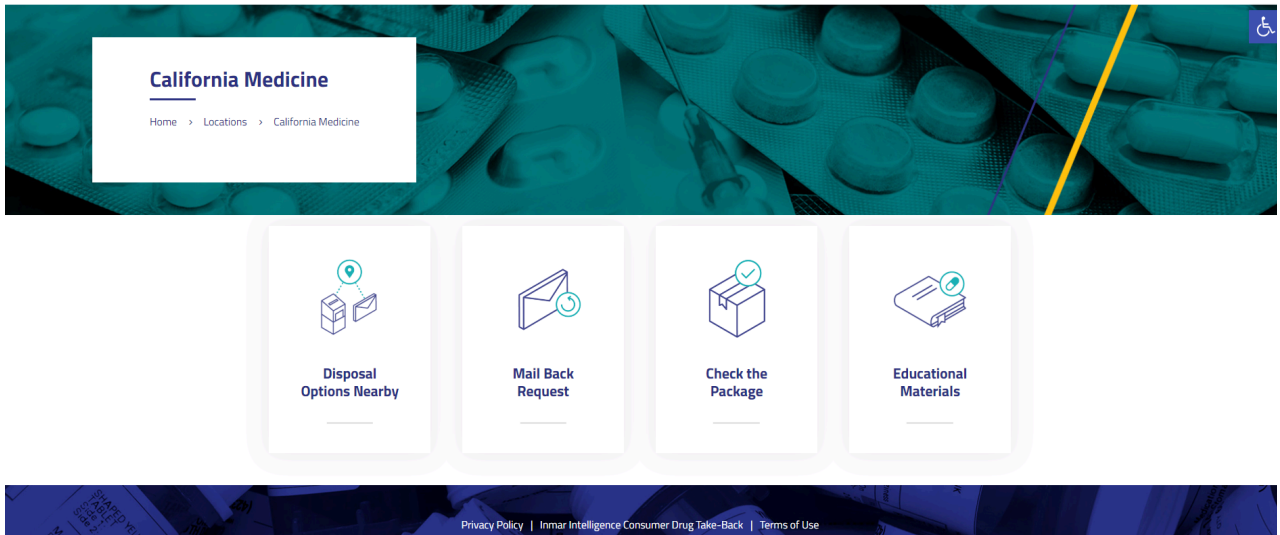 California Medicine
Home > Locations > California Medicine
Disposal
Options Nearby
Mail Back
Request
Check the
Package
Educational
Materials
Privacy Policy | Inmar Intelligence Consumer Drug Take-Back | Terms of Use